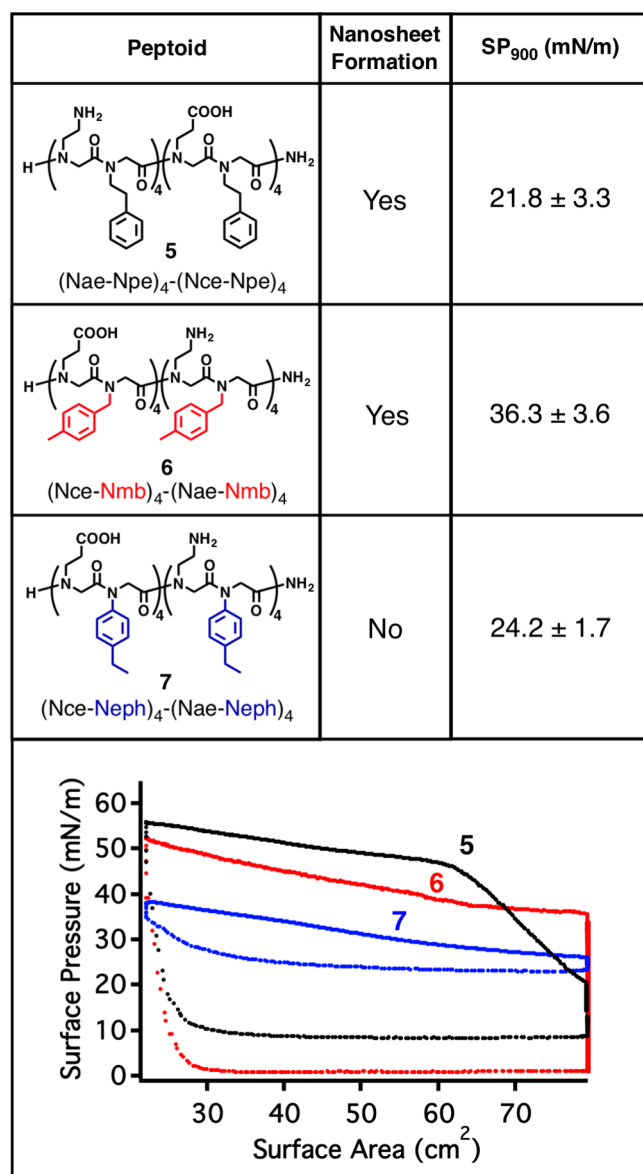 Peptoid
Nanosheet Formation
SP900 (mN/m)
NH2
COOH
H
N
O
N
O
4
N
O
N
O
4
NH2
5
(Nae-Npe)4-(Nce-Npe)4
Yes
21.8 ± 3.3
COOH
NH2
H
N
O
N
O
4
N
O
N
O
4
NH2
6
(Nce-Nmb)4-(Nae-Nmb)4
Yes
36.3 ± 3.6
COOH
NH2
H
N
O
N
O
4
N
O
N
O
4
NH2
7
(Nce-Neph)4-(Nae-Neph)4
No
24.2 ± 1.7
Surface Pressure (mN/m)
60
50
40
30
20
10
0
5
6
7
30 40 50 60 70
Surface Area (cm2)